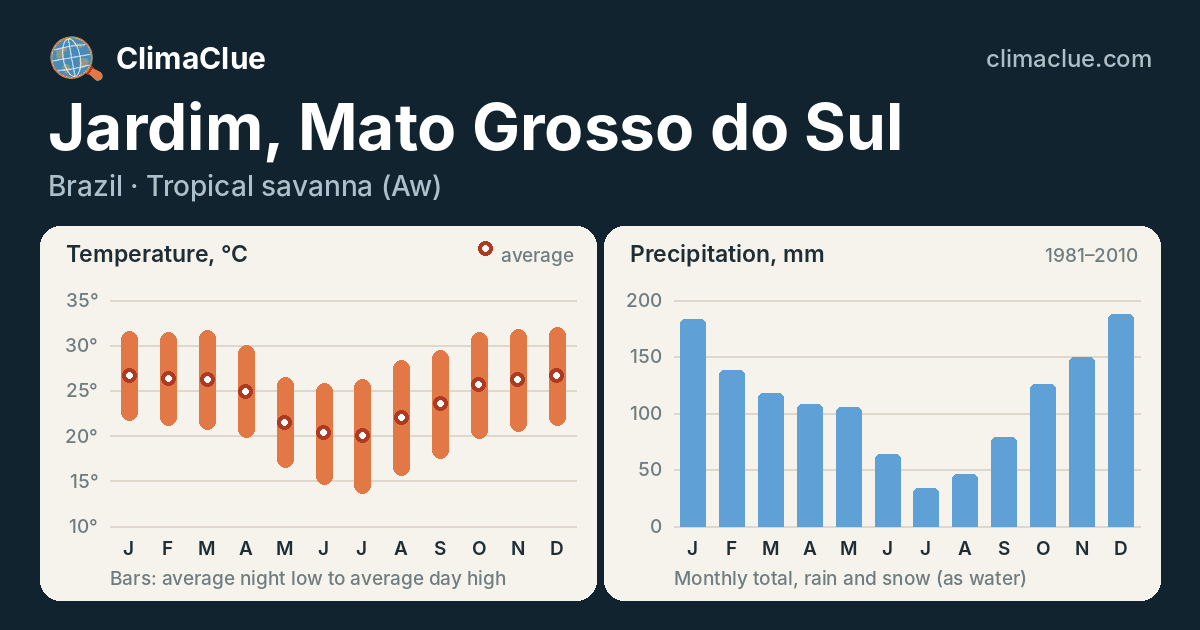 ClimaClue
climaclue.com
Jardim, Mato Grosso do Sul
Brazil · Tropical savanna (Aw)
Temperature, °C
average
35°
30°
25°
20°
15°
10°
J F M A M J J A S O N D
Bars: average night low to average day high
Precipitation, mm
1981–2010
200
150
100
50
0
J F M A M J J A S O N D
Monthly total, rain and snow (as water)